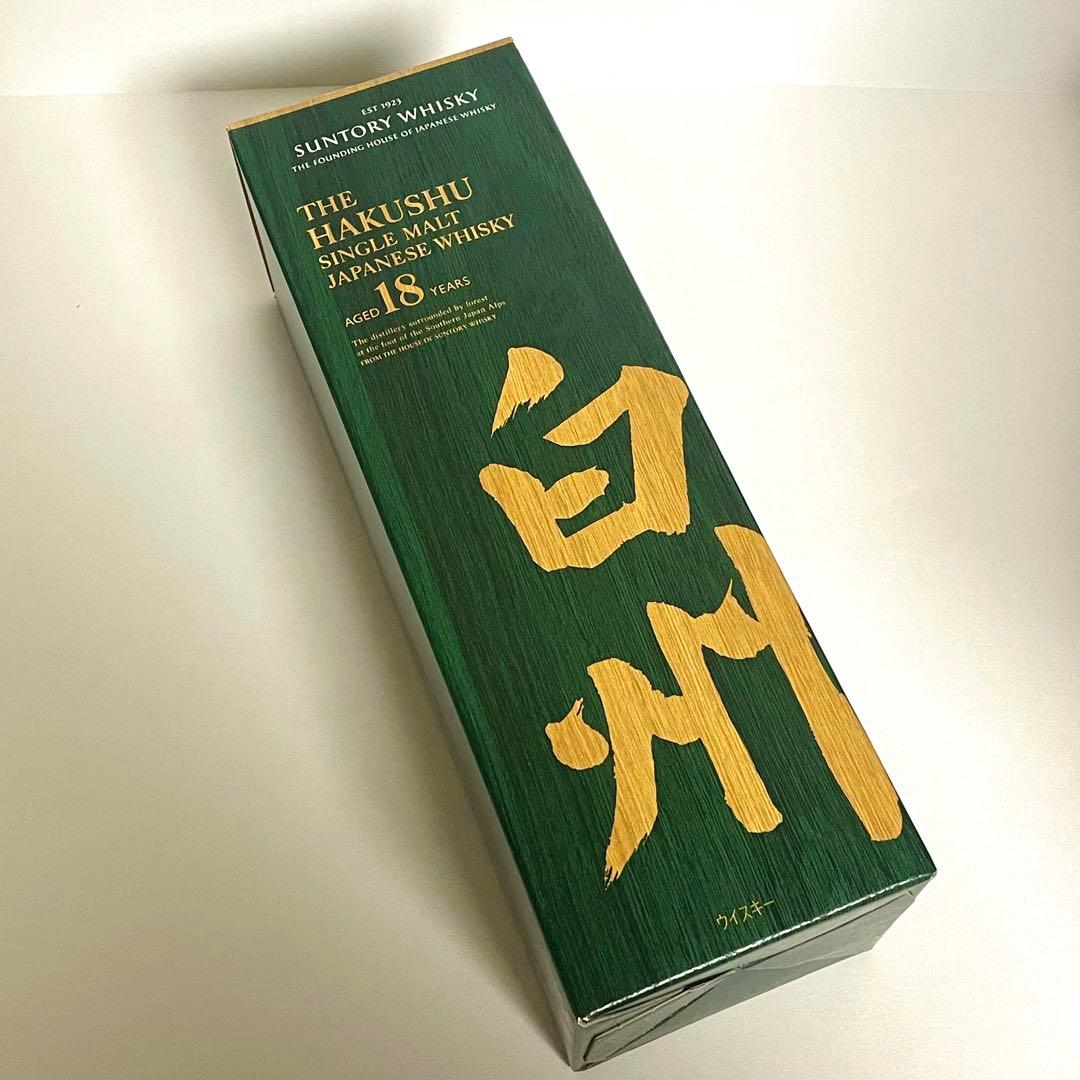 EST 1923
SUNTORY WHISKY
THE FOUNDING HOUSE OF JAPANESE WHISKY
THE
HAKUSHU
SINGLE MALT
JAPANESE WHISKY
AGED 18 YEARS
The distillery surrounded by forest
at the foot of the Southern Japan Alps
FROM THE HOUSE OF SUNTORY WHISKY
白
州
ウイスキー